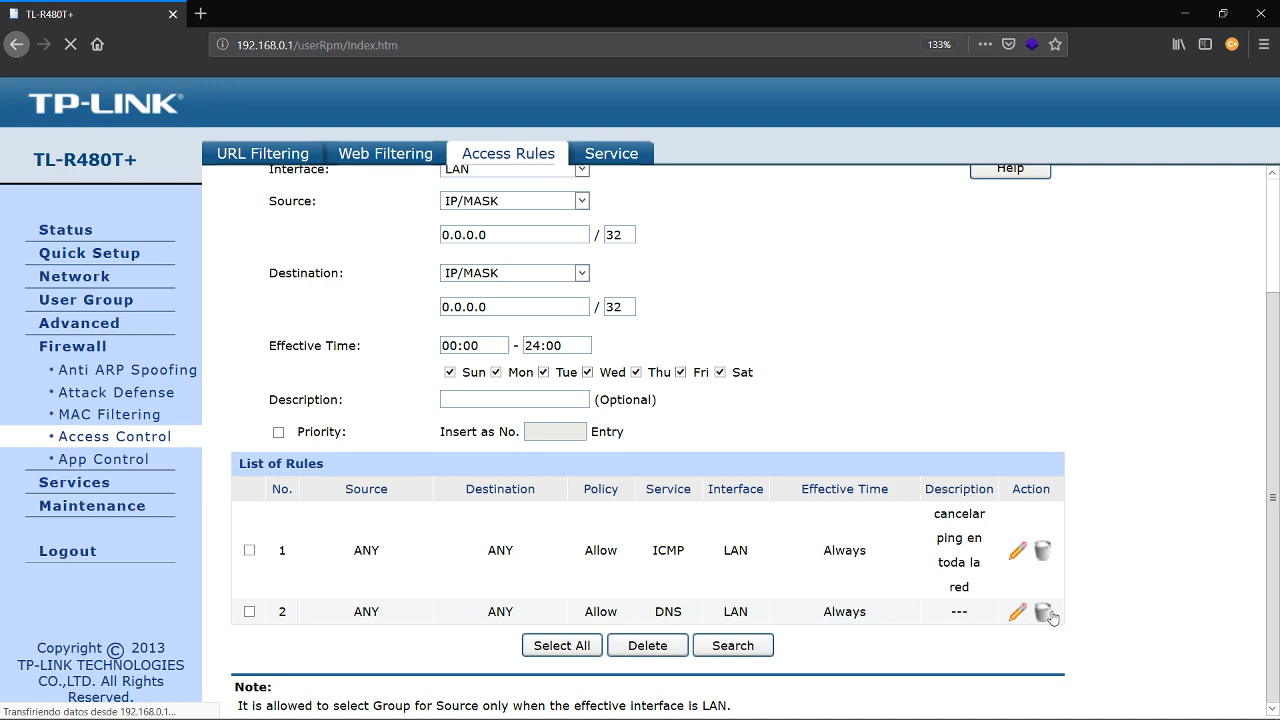 TL-R480T+
192.168.0.1/userRpm/Index.htm
133%
TP-LINK®
TL-R480T+
URL Filtering
Web Filtering
Access Rules
Service
Status
Quick Setup
Network
User Group
Advanced
Firewall
• Anti ARP Spoofing
• Attack Defense
• MAC Filtering
• Access Control
• App Control
Services
Maintenance
Logout
Copyright © 2013
TP-LINK TECHNOLOGIES
CO.,LTD. All Rights
Reserved.
Interface: LAN
Help
Source: IP/MASK
0.0.0.0 / 32
Destination: IP/MASK
0.0.0.0 / 32
Effective Time: 00:00 - 24:00
Sun Mon Tue Wed Thu Fri Sat
Description: (Optional)
Priority: Insert as No. Entry
List of Rules
No. Source Destination Policy Service Interface Effective Time Description Action
1 ANY ANY Allow ICMP LAN Always cancelar
ping en
toda la
red
2 ANY ANY Allow DNS LAN Always ---
Select All Delete Search
Note:
It is allowed to select Group for Source only when the effective interface is LAN.
Transfiriendo datos desde 192.168.0.1...